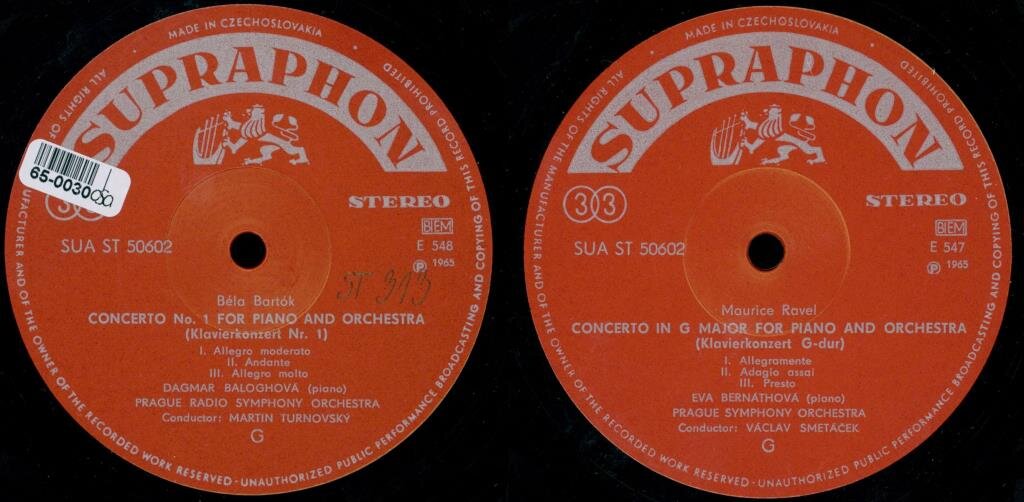 MADE IN CZECHOSLOVAKIA
ALL RIGHTS OF
UFACTURER AND OF THE OWNER OF THE RECORDED WORK RESERVED - UNAUTHORIZED PUBLIC PERFORMANCE BROADCASTING AND COPYING OF THIS RECORD PROHIBITED
SUPRAPHON
65-0030
33
STEREO
BIEM
SUA ST 50602
E 548
Ⓟ 1965
ST 313
Béla Bartók
CONCERTO No. 1 FOR PIANO AND ORCHESTRA
(Klavierkonzert Nr. 1)
I. Allegro moderato
II. Andante
III. Allegro molto
DAGMAR BALOGHOVÁ (piano)
PRAGUE RADIO SYMPHONY ORCHESTRA
Conductor: MARTIN TURNOVSKÝ
G
MADE IN CZECHOSLOVAKIA
ALL RIGHTS OF THE MANUFACTURER AND OF THE OWNER OF THE RECORDED WORK RESERVED - UNAUTHORIZED PUBLIC PERFORMANCE BROADCASTING AND COPYING OF THIS RECORD PROHIBITED
SUPRAPHON
33
STEREO
BIEM
SUA ST 50602
E 547
Ⓟ 1965
Maurice Ravel
CONCERTO IN G MAJOR FOR PIANO AND ORCHESTRA
(Klavierkonzert G-dur)
I. Allegramente
II. Adagio assai
III. Presto
EVA BERNÁTHOVÁ (piano)
PRAGUE SYMPHONY ORCHESTRA
Conductor: VÁCLAV SMETÁČEK
G